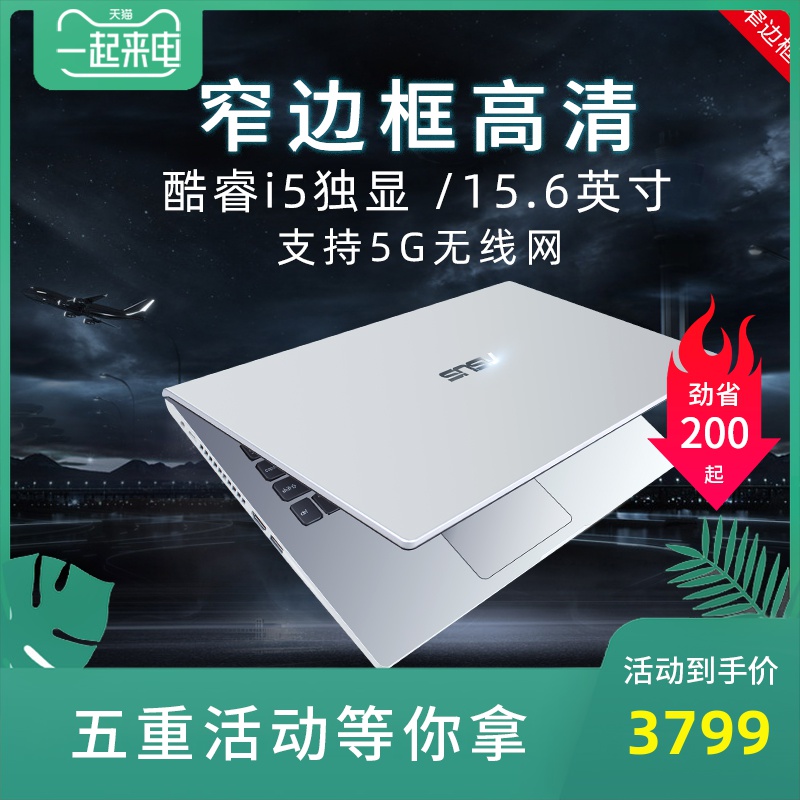 天猫
一起来电
窄边框
窄边框高清
酷睿i5独显 /15.6英寸
支持5G无线网
ASUS
劲省
200
起
活动到手价
五重活动等你拿
3799